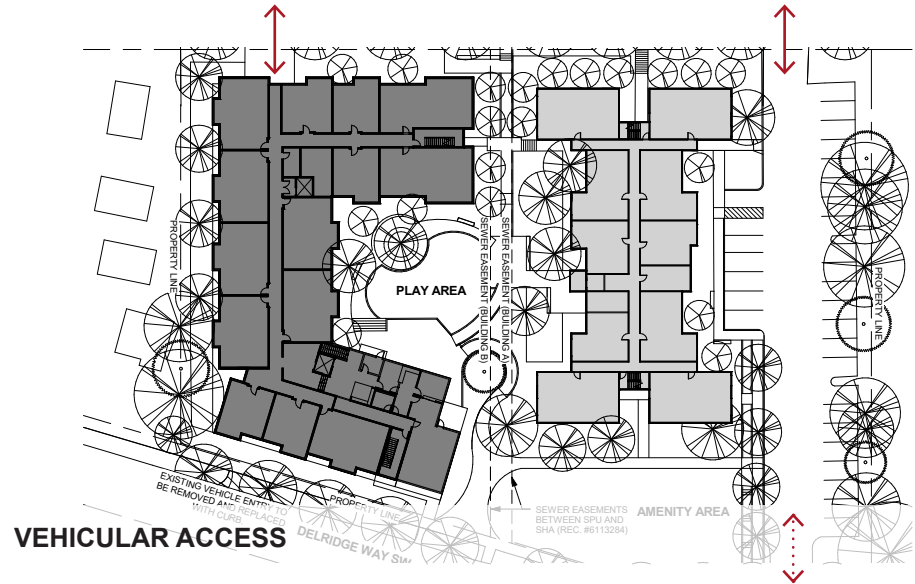 PROPERTY LINE
SEWER EASEMENT (BUILDING B)
SEWER EASEMENT (BUILDING A)
PLAY AREA
PROPERTY LINE
EXISTING VEHICLE ENTRY TO
BE REMOVED AND REPLACED
WITH CURB
PROPERTY LINE
SEWER EASEMENTS
BETWEEN SPU AND
SHA (REC. #6113284)
AMENITY AREA
DELRIDGE WAY SW
VEHICULAR ACCESS